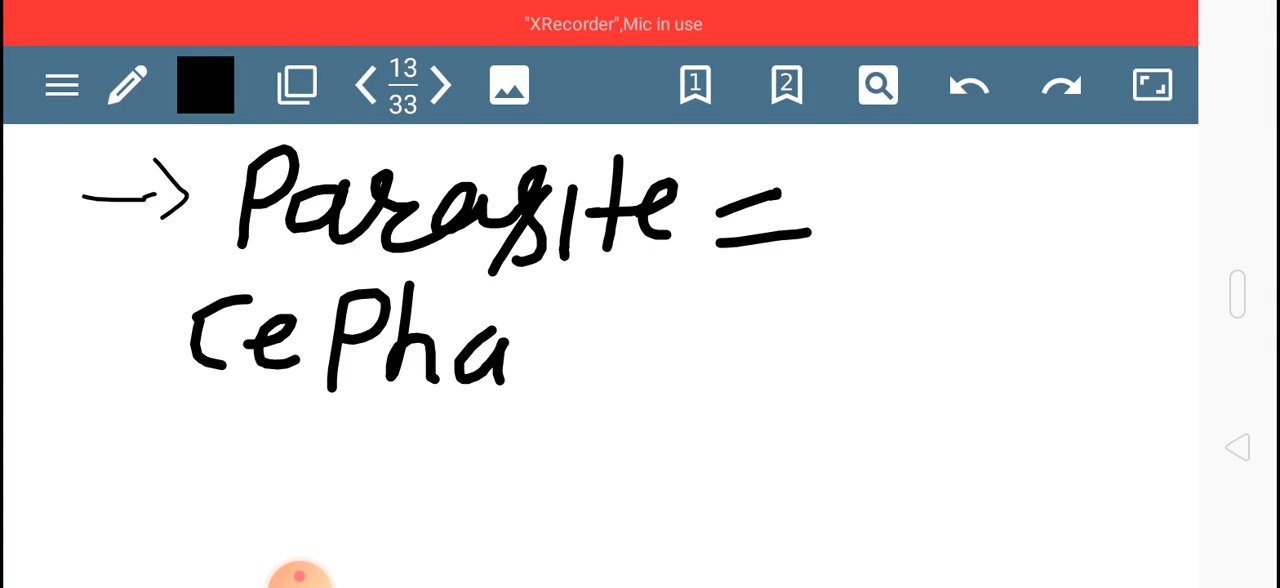 "XRecorder",Mic in use
13
33
1
2
→ Parasite =
CePha